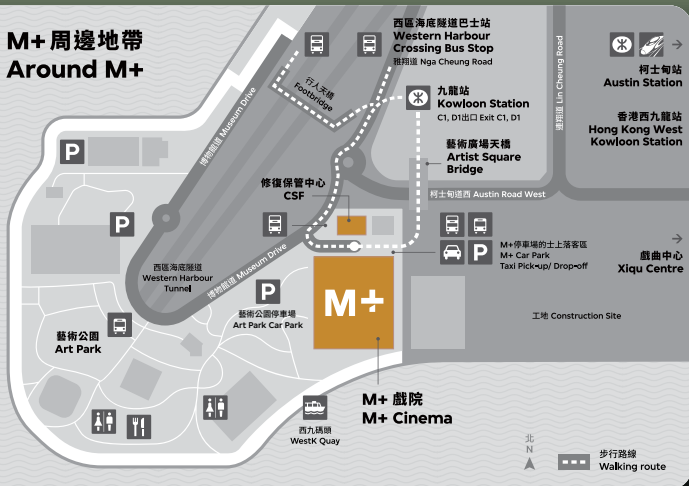 M+周邊地帶
Around M+
西區海底隧道巴士站
Western Harbour
Crossing Bus Stop
雅翔道 Nga Cheung Road
行人天橋
Footbridge
九龍站
Kowloon Station
C1, D1出口 Exit C1, D1
連翔道 Lin Cheung Road
柯士甸站
Austin Station
香港西九龍站
Hong Kong West
Kowloon Station
藝術廣場天橋
Artist Square
Bridge
博物館道 Museum Drive
修復保管中心
CSF
柯士甸道西 Austin Road West
P
P
西區海底隧道
Western Harbour
Tunnel
博物館道 Museum Drive
P
M+停車場的士上落客區
M+ Car Park
Taxi Pick-up/ Drop-off
戲曲中心
Xiqu Centre
P
藝術公園停車場
Art Park Car Park
M+
工地 Construction Site
藝術公園
Art Park
M+ 戲院
M+ Cinema
西九碼頭
WestK Quay
北
N
步行路線
Walking route